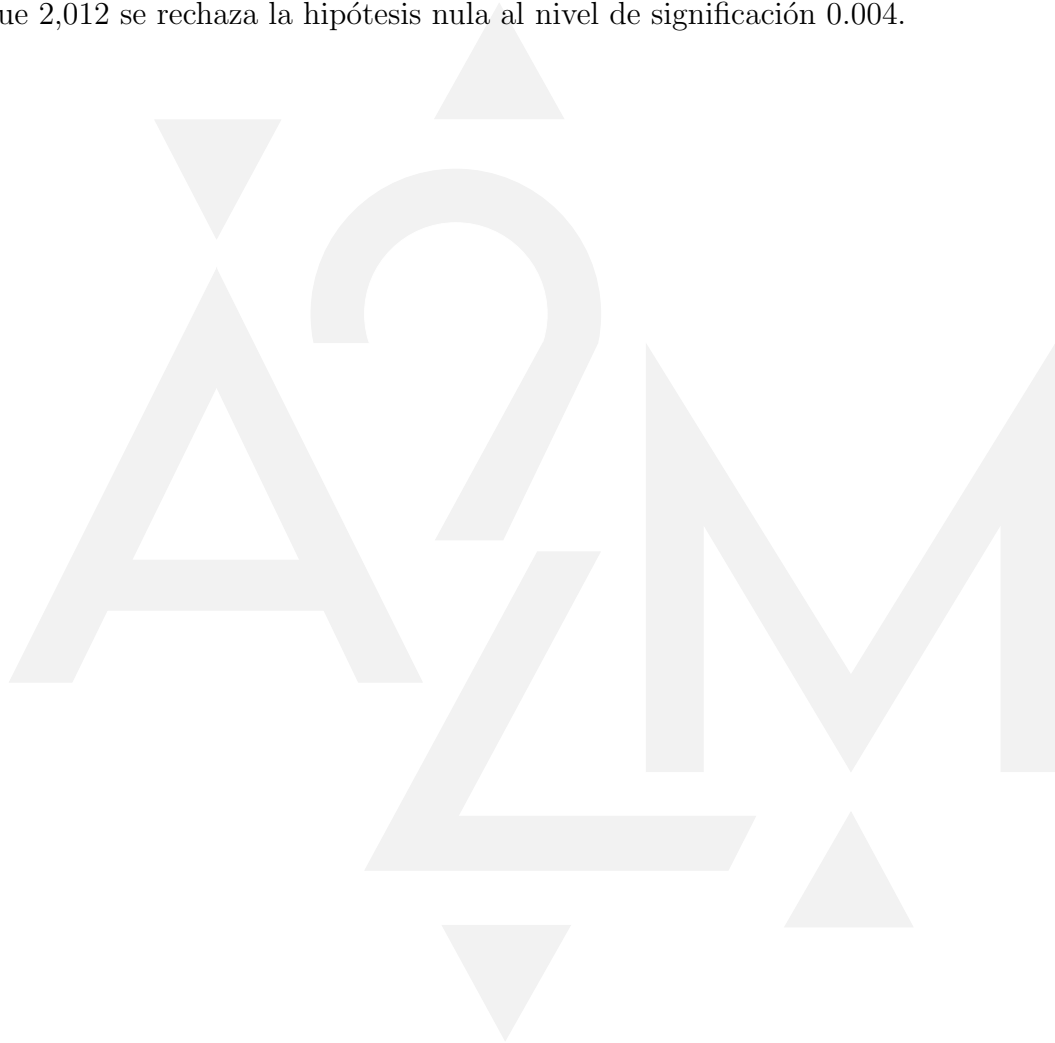 ue 2,012 se rechaza la hipótesis nula al nivel de significación 0.004.
A2M